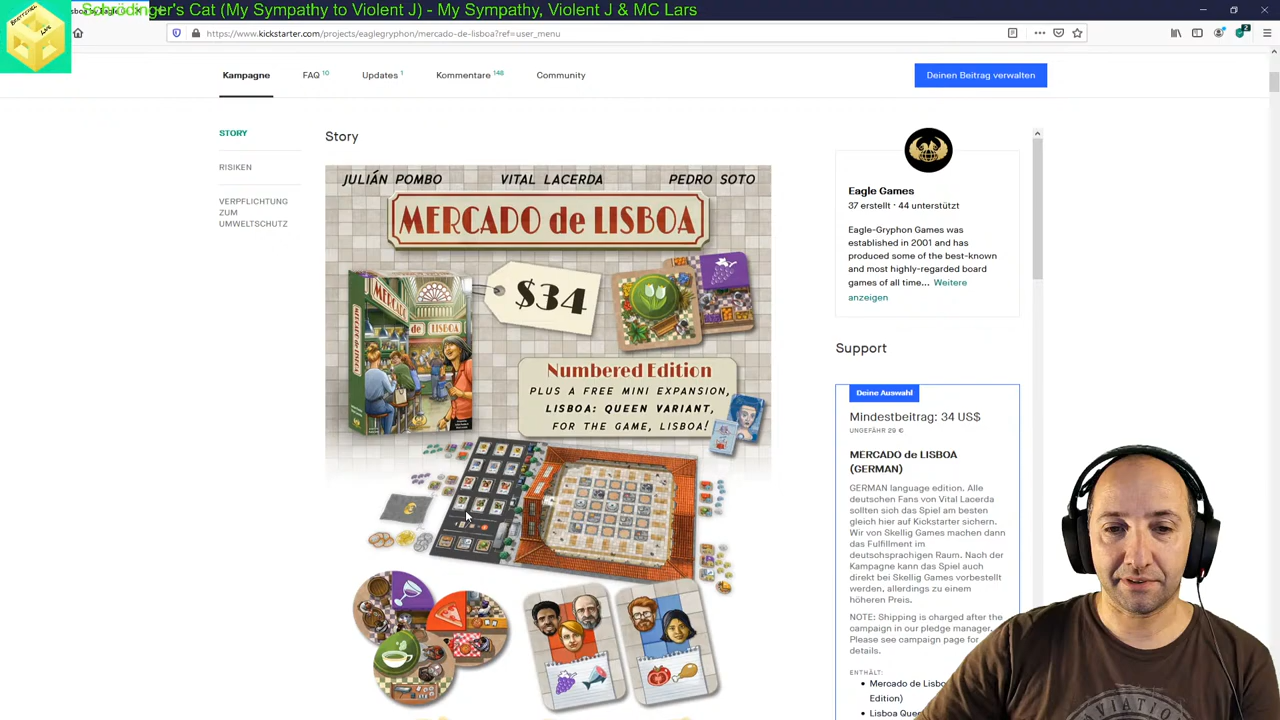 Schrödinger's Cat (My Sympathy to Violent J) - My Sympathy, Violent J & MC Lars
https://www.kickstarter.com/projects/eaglegryphon/mercado-de-lisboa?ref=user_menu
2
Kampagne FAQ 10 Updates 1 Kommentare 148 Community Deinen Beitrag verwalten
STORY
RISIKEN
VERPFLICHTUNG
ZUM
UMWELTSCHUTZ
Story
JULIÁN POMBO VITAL LACERDA PEDRO SOTO
MERCADO de LISBOA
$34
MERCADO
de LISBOA
Numbered Edition
PLUS A FREE MINI EXPANSION,
LISBOA: QUEEN VARIANT,
FOR THE GAME, LISBOA!
Eagle Games
37 erstellt · 44 unterstützt
Eagle-Gryphon Games was
established in 2001 and has
produced some of the best-known
and most highly-regarded board
games of all time... Weitere
anzeigen
Support
Deine Auswahl
Mindestbeitrag: 34 US$
UNGEFÄHR 29 €
MERCADO de LISBOA
(GERMAN)
GERMAN language edition. Alle
deutschen Fans von Vital Lacerda
sollten sich das Spiel am besten
gleich hier auf Kickstarter sichern.
Wir von Skellig Games machen dann
das Fulfillment im
deutschsprachigen Raum. Nach der
Kampagne kann das Spiel auch
direkt bei Skellig Games vorbestellt
werden, allerdings zu einem
höheren Preis.
NOTE: Shipping is charged after the
campaign in our pledge manager.
Please see campaign page for
details.
ENTHÄLT:
Mercado de Lisbo
Edition)
Lisboa Quee